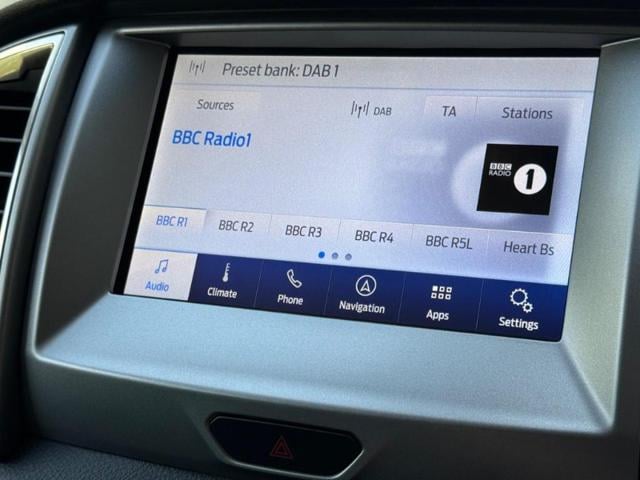 Preset bank: DAB 1
Sources
DAB
TA
Stations
BBC Radio1
BBC
RADIO
1
BBC R1
BBC R2
BBC R3
BBC R4
BBC R5L
Heart Bs
Audio
Climate
Phone
Navigation
Apps
Settings